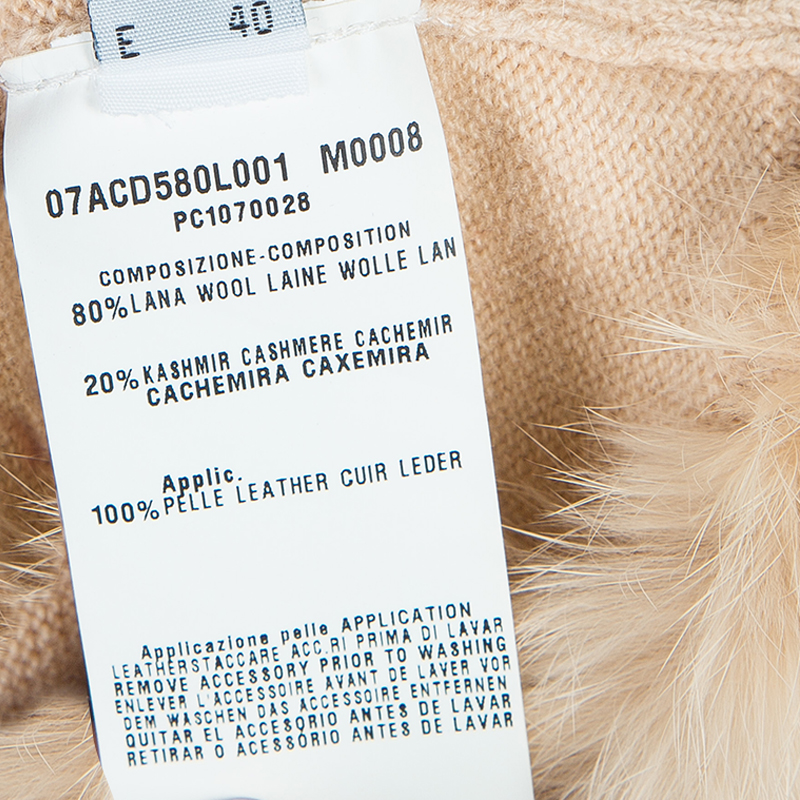 E 40
07ACD580L001 M0008
PC1070028
COMPOSIZIONE-COMPOSITION
80%LANA WOOL LAINE WOLLE LAN
20%KASHMIR CASHMERE CACHEMIR
CACHEMIRA CAXEMIRA
Applic.
100%PELLE LEATHER CUIR LEDER
Applicazione pelle APPLICATION
LEATHERSTACCARE ACC.RI PRIMA DI LAVAR
REMOVE ACCESSORY PRIOR TO WASHING
ENLEVER L'ACCESSOIRE AVANT DE LAVER VOR
DEM WASCHEN DAS ACCESSOIRE ENTFERNEN
QUITAR EL ACCESORIO ANTES DE LAVAR
RETIRAR O ACESSÓRIO ANTES DE LAVAR